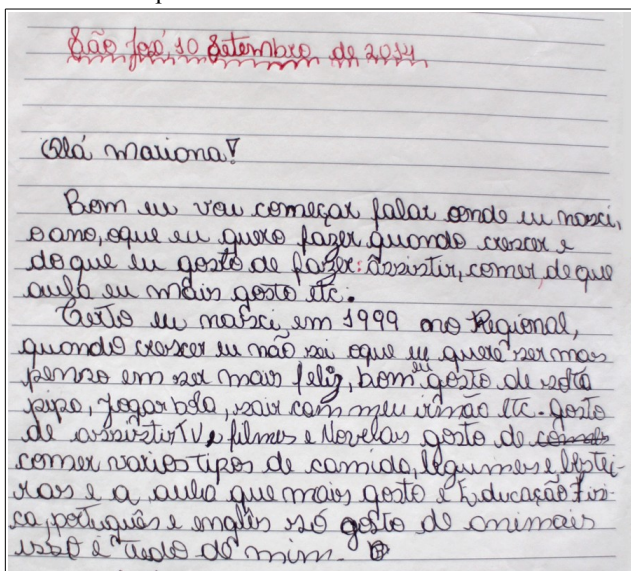 São José, 10 Setembro de 2014
Olá mariana!
Bom eu vou começar falar onde eu nasci,
o ano, oque eu quero fazer quando crescer e
do que eu gosto de fazer: assistir, comer, de que
aula eu mais gosto etc.
Certo eu nasci, em 1999 no Regional,
quando crescer eu não sei oque eu quere ser mas
penso em ser mais feliz, bom eu gosto de solta
pipa, jogar bola, sair com meu irmão etc. gosto
de assistir TV, e filmes e Novelas gosto de comer
comer varios tipos de comida, legumes e bestei-
ras e a aula que mais gosto é Educação Fisi-
ca, português e englês só gosto de animais
isso é tudo de mim.